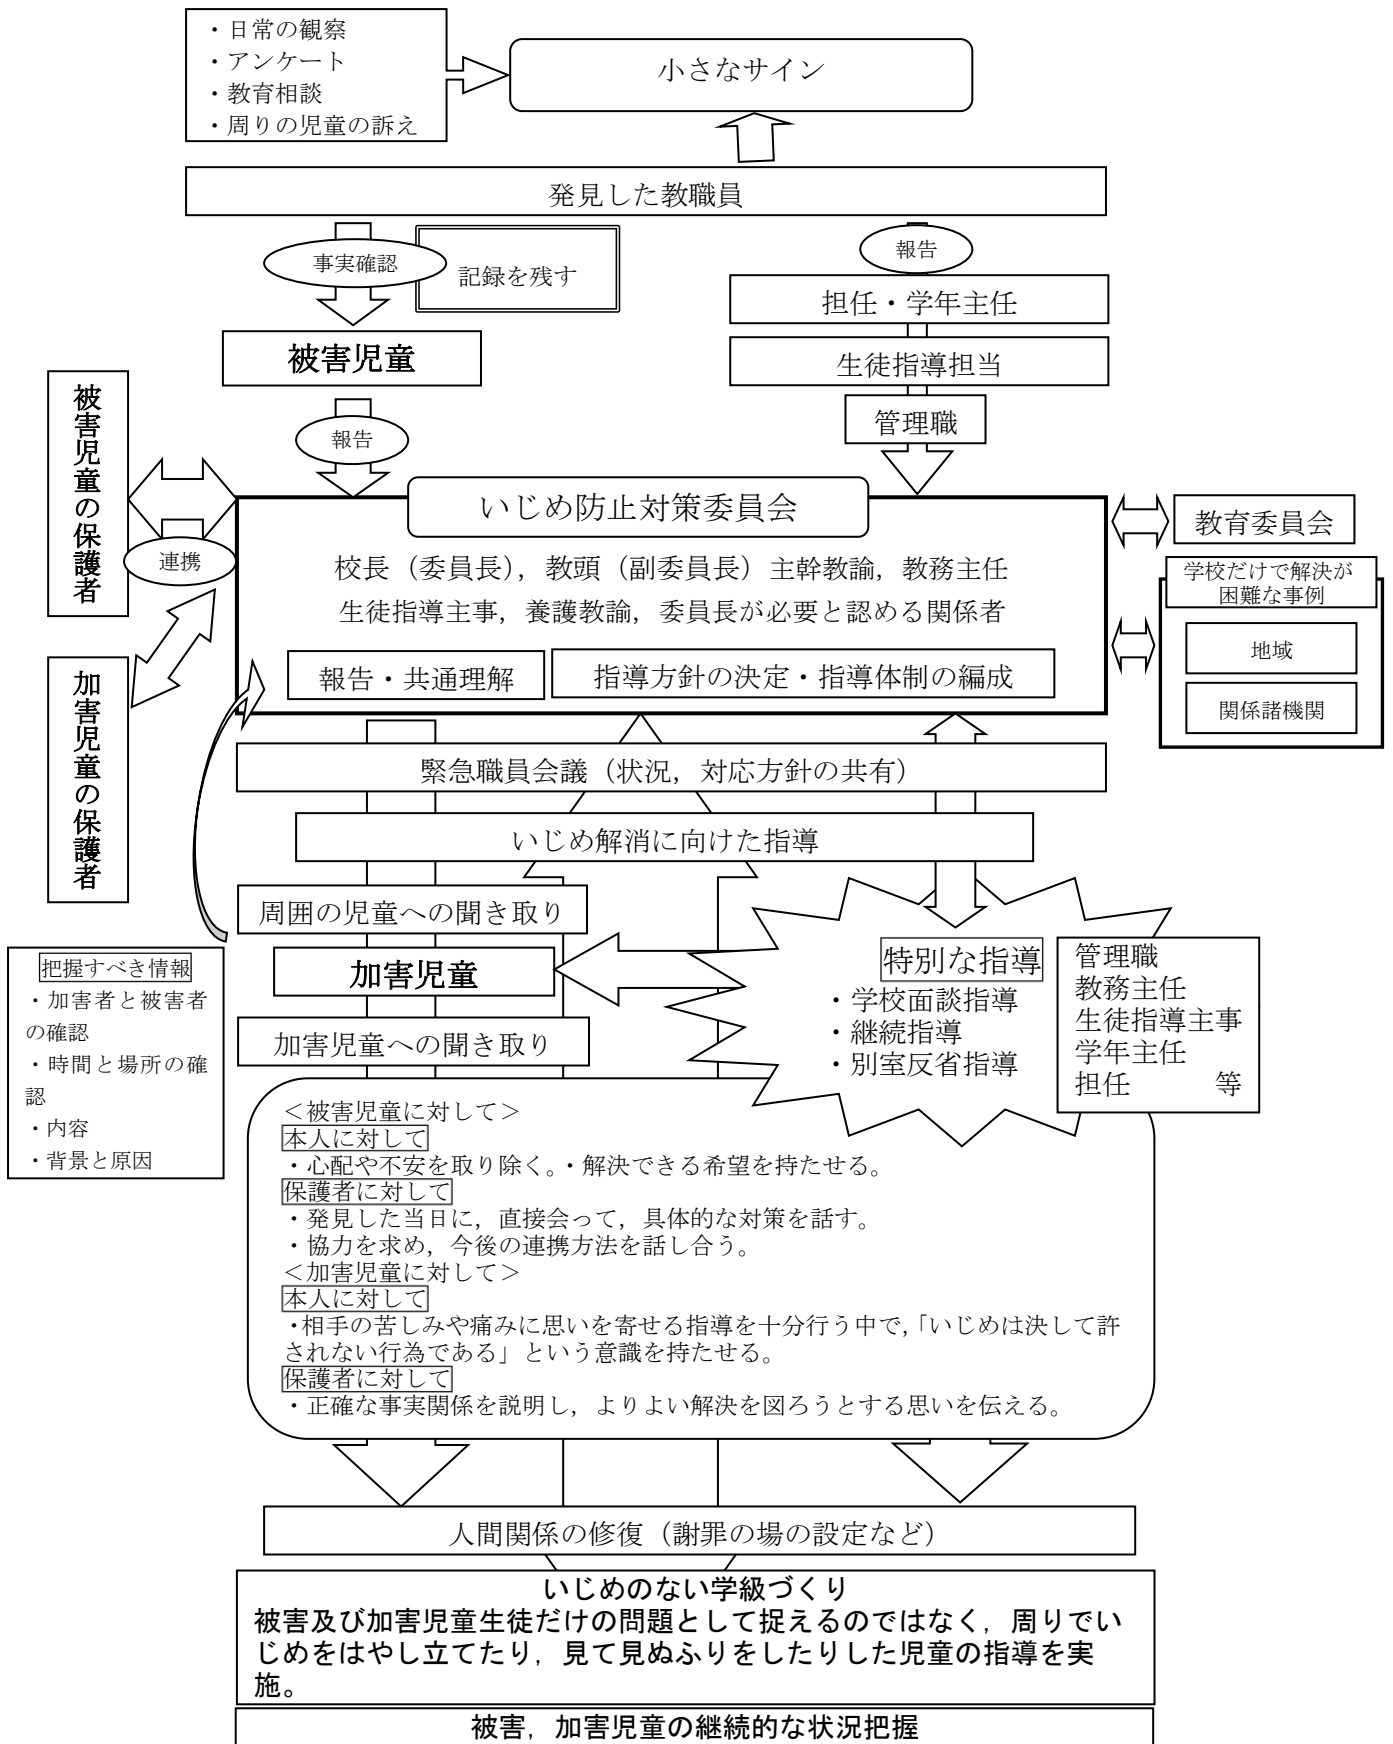 ・日常の観察
・アンケート
・教育相談
・周りの児童の訴え
小さなサイン
発見した教職員
事実確認
記録を残す
報告
担任・学年主任
被害児童
生徒指導担当
管理職
報告
被害児童の保護者
連携
加害児童の保護者
いじめ防止対策委員会
校長（委員長），教頭（副委員長）主幹教諭，教務主任
生徒指導主事，養護教諭，委員長が必要と認める関係者
報告・共通理解
指導方針の決定・指導体制の編成
教育委員会
学校だけで解決が
困難な事例
地域
関係諸機関
緊急職員会議（状況，対応方針の共有）
いじめ解消に向けた指導
周囲の児童への聞き取り
加害児童
加害児童への聞き取り
把握すべき情報
・加害者と被害者
の確認
・時間と場所の確
認
・内容
・背景と原因
特別な指導
・学校面談指導
・継続指導
・別室反省指導
管理職
教務主任
生徒指導主事
学年主任
担任　　　等
＜被害児童に対して＞
本人に対して
・心配や不安を取り除く。・解決できる希望を持たせる。
保護者に対して
・発見した当日に，直接会って，具体的な対策を話す。
・協力を求め，今後の連携方法を話し合う。
＜加害児童に対して＞
本人に対して
・相手の苦しみや痛みに思いを寄せる指導を十分行う中で，「いじめは決して許
されない行為である」という意識を持たせる。
保護者に対して
・正確な事実関係を説明し，よりよい解決を図ろうとする思いを伝える。
人間関係の修復（謝罪の場の設定など）
いじめのない学級づくり
被害及び加害児童生徒だけの問題として捉えるのではなく，周りでい
じめをはやし立てたり，見て見ぬふりをしたりした児童の指導を実
施。
被害，加害児童の継続的な状況把握